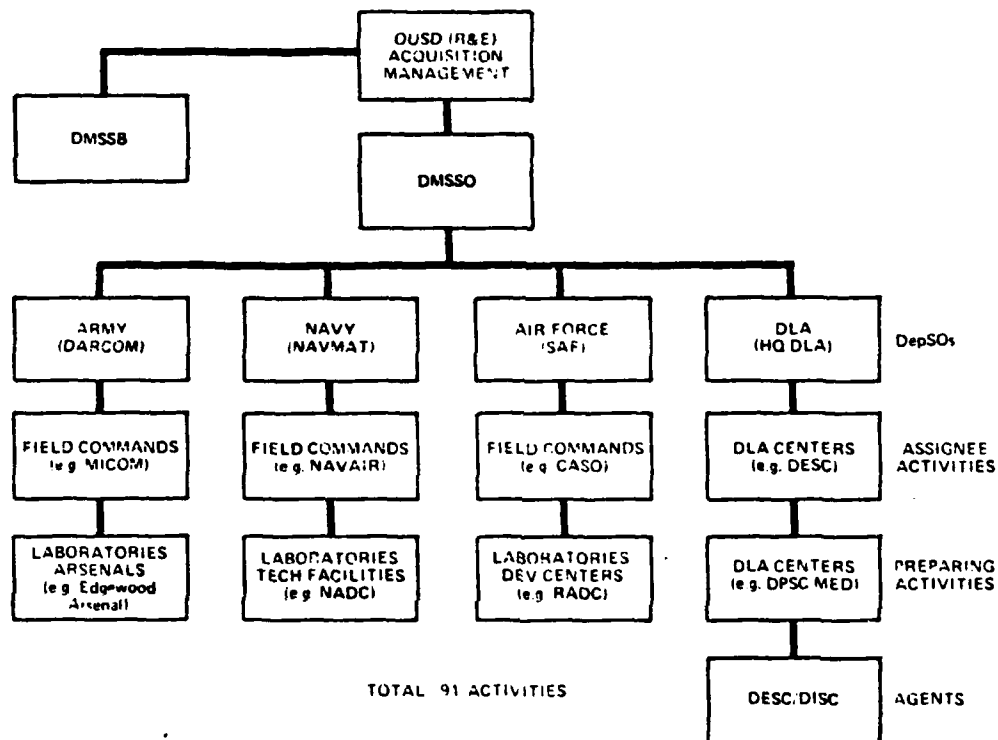 OUSD (R&E)
ACQUISITION
MANAGEMENT
DMSSB
DMSSO
ARMY
(DARCOM)
NAVY
(NAVMAT)
AIR FORCE
(SAF)
DLA
(HQ DLA)
DepSOs
FIELD COMMANDS
(e.g. MICOM)
FIELD COMMANDS
(e.g. NAVAIR)
FIELD COMMANDS
(e.g. CASO)
DLA CENTERS
(e.g. DESC)
ASSIGNEE
ACTIVITIES
LABORATORIES
ARSENALS
(e.g. Edgewood
Arsenal)
LABORATORIES
TECH FACILITIES
(e.g. NADC)
LABORATORIES
DEV CENTERS
(e.g. RADC)
DLA CENTERS
(e.g. DPSC MED)
PREPARING
ACTIVITIES
TOTAL 91 ACTIVITIES
DESC/DISC
AGENTS